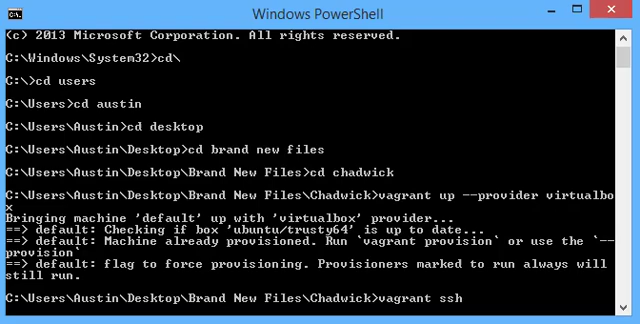 Windows PowerShell
(c) 2013 Microsoft Corporation. All rights reserved.
C:\Windows\System32>cd\
C:\>cd users
C:\Users>cd austin
C:\Users\Austin>cd desktop
C:\Users\Austin\Desktop>cd brand new files
C:\Users\Austin\Desktop\Brand New Files>cd chadwick
C:\Users\Austin\Desktop\Brand New Files\Chadwick>vagrant up --provider virtualbo
x
Bringing machine 'default' up with 'virtualbox' provider...
==> default: Checking if box 'ubuntu/trusty64' is up to date...
==> default: Machine already provisioned. Run `vagrant provision` or use the `--
provision`
==> default: flag to force provisioning. Provisioners marked to run always will
still run.
C:\Users\Austin\Desktop\Brand New Files\Chadwick>vagrant ssh